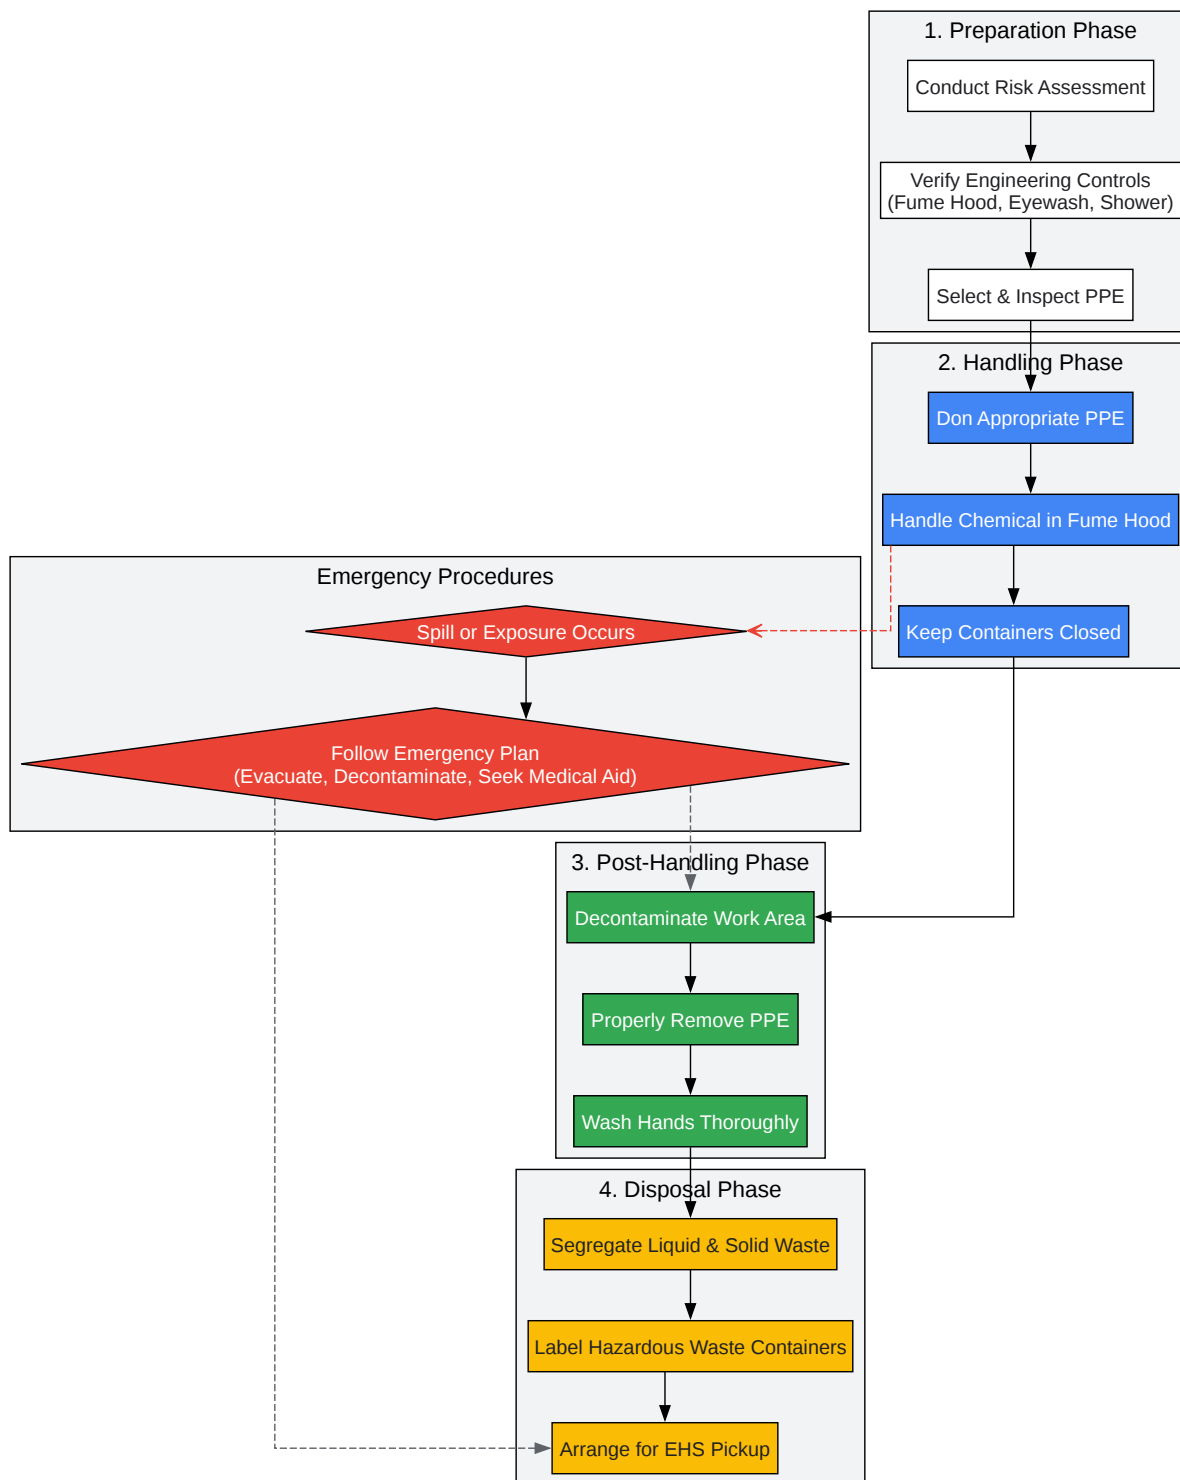 1. Preparation Phase
Conduct Risk Assessment
Verify Engineering Controls
(Fume Hood, Eyewash, Shower)
Select & Inspect PPE
2. Handling Phase
Don Appropriate PPE
Handle Chemical in Fume Hood
Keep Containers Closed
Emergency Procedures
Spill or Exposure Occurs
Follow Emergency Plan
(Evacuate, Decontaminate, Seek Medical Aid)
3. Post-Handling Phase
Decontaminate Work Area
Properly Remove PPE
Wash Hands Thoroughly
4. Disposal Phase
Segregate Liquid & Solid Waste
Label Hazardous Waste Containers
Arrange for EHS Pickup